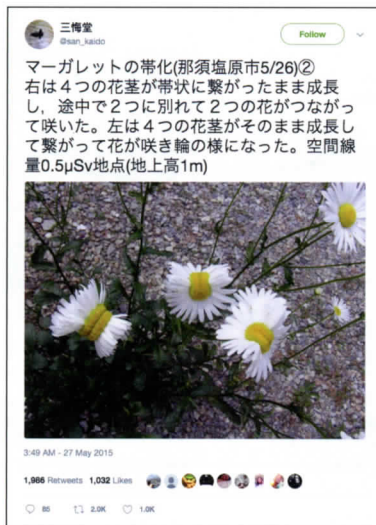 三悔堂
@san_kaido
Follow
マーガレットの帯化(那須塩原市5/26)②
右は４つの花茎が帯状に繋がったまま成長
し，途中で２つに別れて２つの花がつながっ
て咲いた。左は４つの花茎がそのまま成長し
て繋がって花が咲き輪の様になった。空間線
量0.5μSv地点(地上高1m)
3:49 AM - 27 May 2015
1,986 Retweets 1,032 Likes
85 2.0K 1.0K